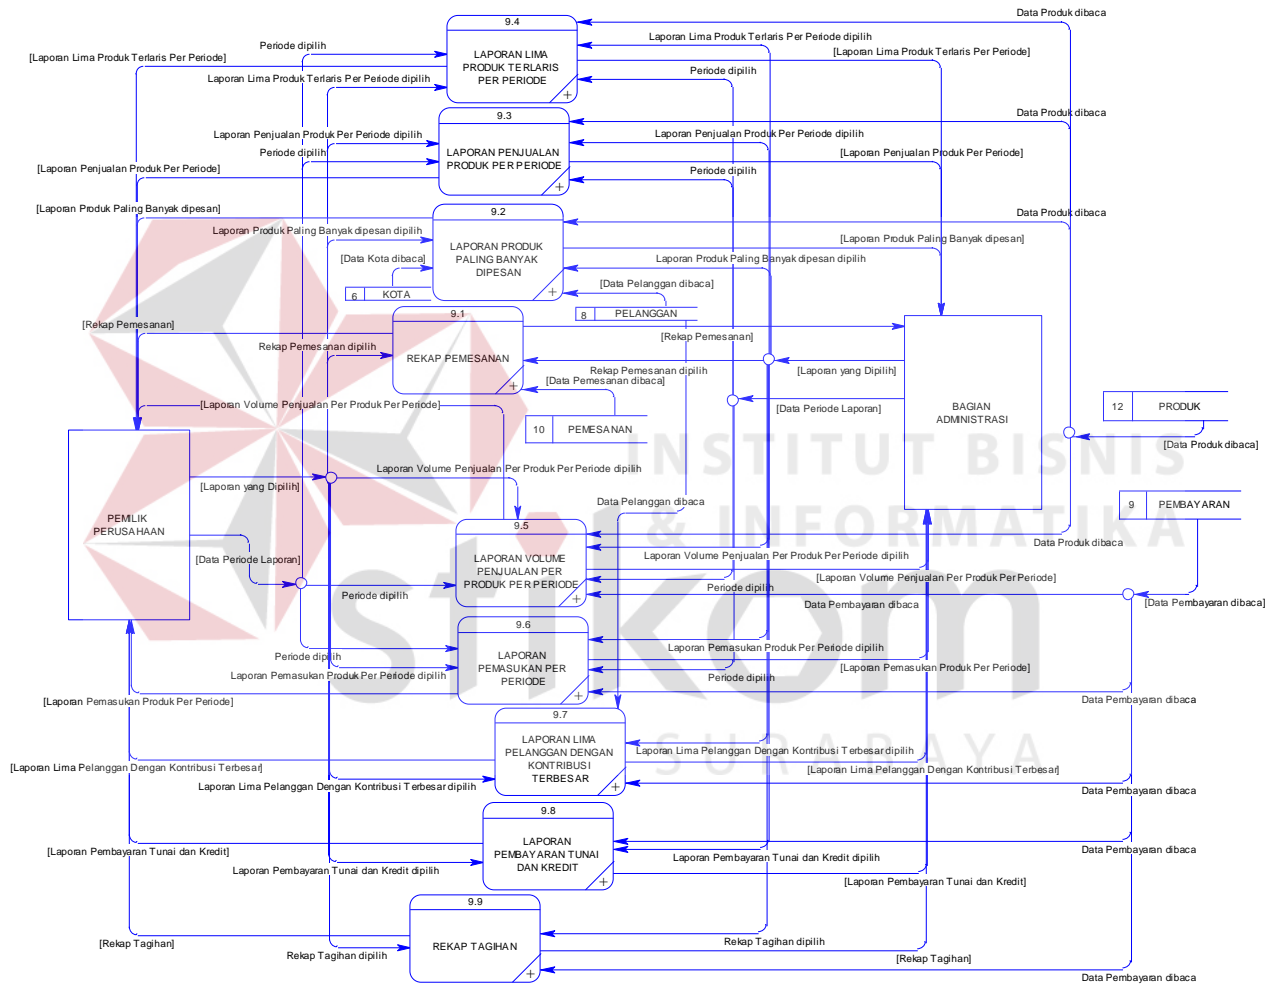 9.4
Data Produk dibaca
LAPORAN LIMA
PRODUK TERLARIS
PER PERIODE
Periode dipilih
Laporan Lima Produk Terlaris Per Periode dipilih
[Laporan Lima Produk Terlaris Per Periode]
[Laporan Lima Produk Terlaris Per Periode]
Laporan Lima Produk Terlaris Per Periode dipilih
Periode dipilih
9.3
Data Produk dibaca
LAPORAN PENJUALAN
PRODUK PER PERIODE
Laporan Penjualan Produk Per Periode dipilih
Laporan Penjualan Produk Per Periode dipilih
Periode dipilih
[Laporan Penjualan Produk Per Periode]
[Laporan Penjualan Produk Per Periode]
Periode dipilih
9.2
[Laporan Produk Paling Banyak dipesan]
Data Produk dibaca
LAPORAN PRODUK
PALING BANYAK
DIPESAN
Laporan Produk Paling Banyak dipesan dipilih
[Laporan Produk Paling Banyak dipesan]
[Data Kota dibaca]
Laporan Produk Paling Banyak dipesan dipilih
[Data Pelanggan dibaca]
6 KOTA
8 PELANGGAN
9.1
[Rekap Pemesanan]
[Rekap Pemesanan]
Rekap Pemesanan dipilih
REKAP PEMESANAN
Rekap Pemesanan dipilih
[Laporan yang Dipilih]
[Data Pemesanan dibaca]
[Laporan Volume Penjualan Per Produk Per Periode]
[Data Periode Laporan]
BAGIAN
ADMINISTRASI
12 PRODUK
10 PEMESANAN
[Data Produk dibaca]
INSTITUT BISNIS
& INFORMATIKA
stikom
SURABAYA
Laporan Volume Penjualan Per Produk Per Periode dipilih
[Laporan yang Dipilih]
Data Pelanggan dibaca
9 PEMBAYARAN
PEMILIK
PERUSAHAAN
9.5
Data Produk dibaca
LAPORAN VOLUME
PENJUALAN PER
PRODUK PER PERIODE
[Data Periode Laporan]
Laporan Volume Penjualan Per Produk Per Periode dipilih
[Laporan Volume Penjualan Per Produk Per Periode]
Periode dipilih
Periode dipilih
Data Pembayaran dibaca
[Data Pembayaran dibaca]
9.6
LAPORAN
PEMASUKAN PER
PERIODE
Periode dipilih
Laporan Pemasukan Produk Per Periode dipilih
Laporan Pemasukan Produk Per Periode dipilih
[Laporan Pemasukan Produk Per Periode]
Periode dipilih
[Laporan Pemasukan Produk Per Periode]
Data Pembayaran dibaca
9.7
LAPORAN LIMA
PELANGGAN DENGAN
KONTRIBUSI
TERBESAR
Laporan Lima Pelanggan Dengan Kontribusi Terbesar dipilih
[Laporan Lima Pelanggan Dengan Kontribusi Terbesar]
[Laporan Lima Pelanggan Dengan Kontribusi Terbesar]
Laporan Lima Pelanggan Dengan Kontribusi Terbesar dipilih
Data Pembayaran dibaca
9.8
LAPORAN
PEMBAYARAN TUNAI
DAN KREDIT
[Laporan Pembayaran Tunai dan Kredit]
Data Pembayaran dibaca
Laporan Pembayaran Tunai dan Kredit dipilih
Laporan Pembayaran Tunai dan Kredit dipilih
[Laporan Pembayaran Tunai dan Kredit]
9.9
REKAP TAGIHAN
[Rekap Tagihan]
Rekap Tagihan dipilih
Rekap Tagihan dipilih
[Rekap Tagihan]
Data Pembayaran dibaca